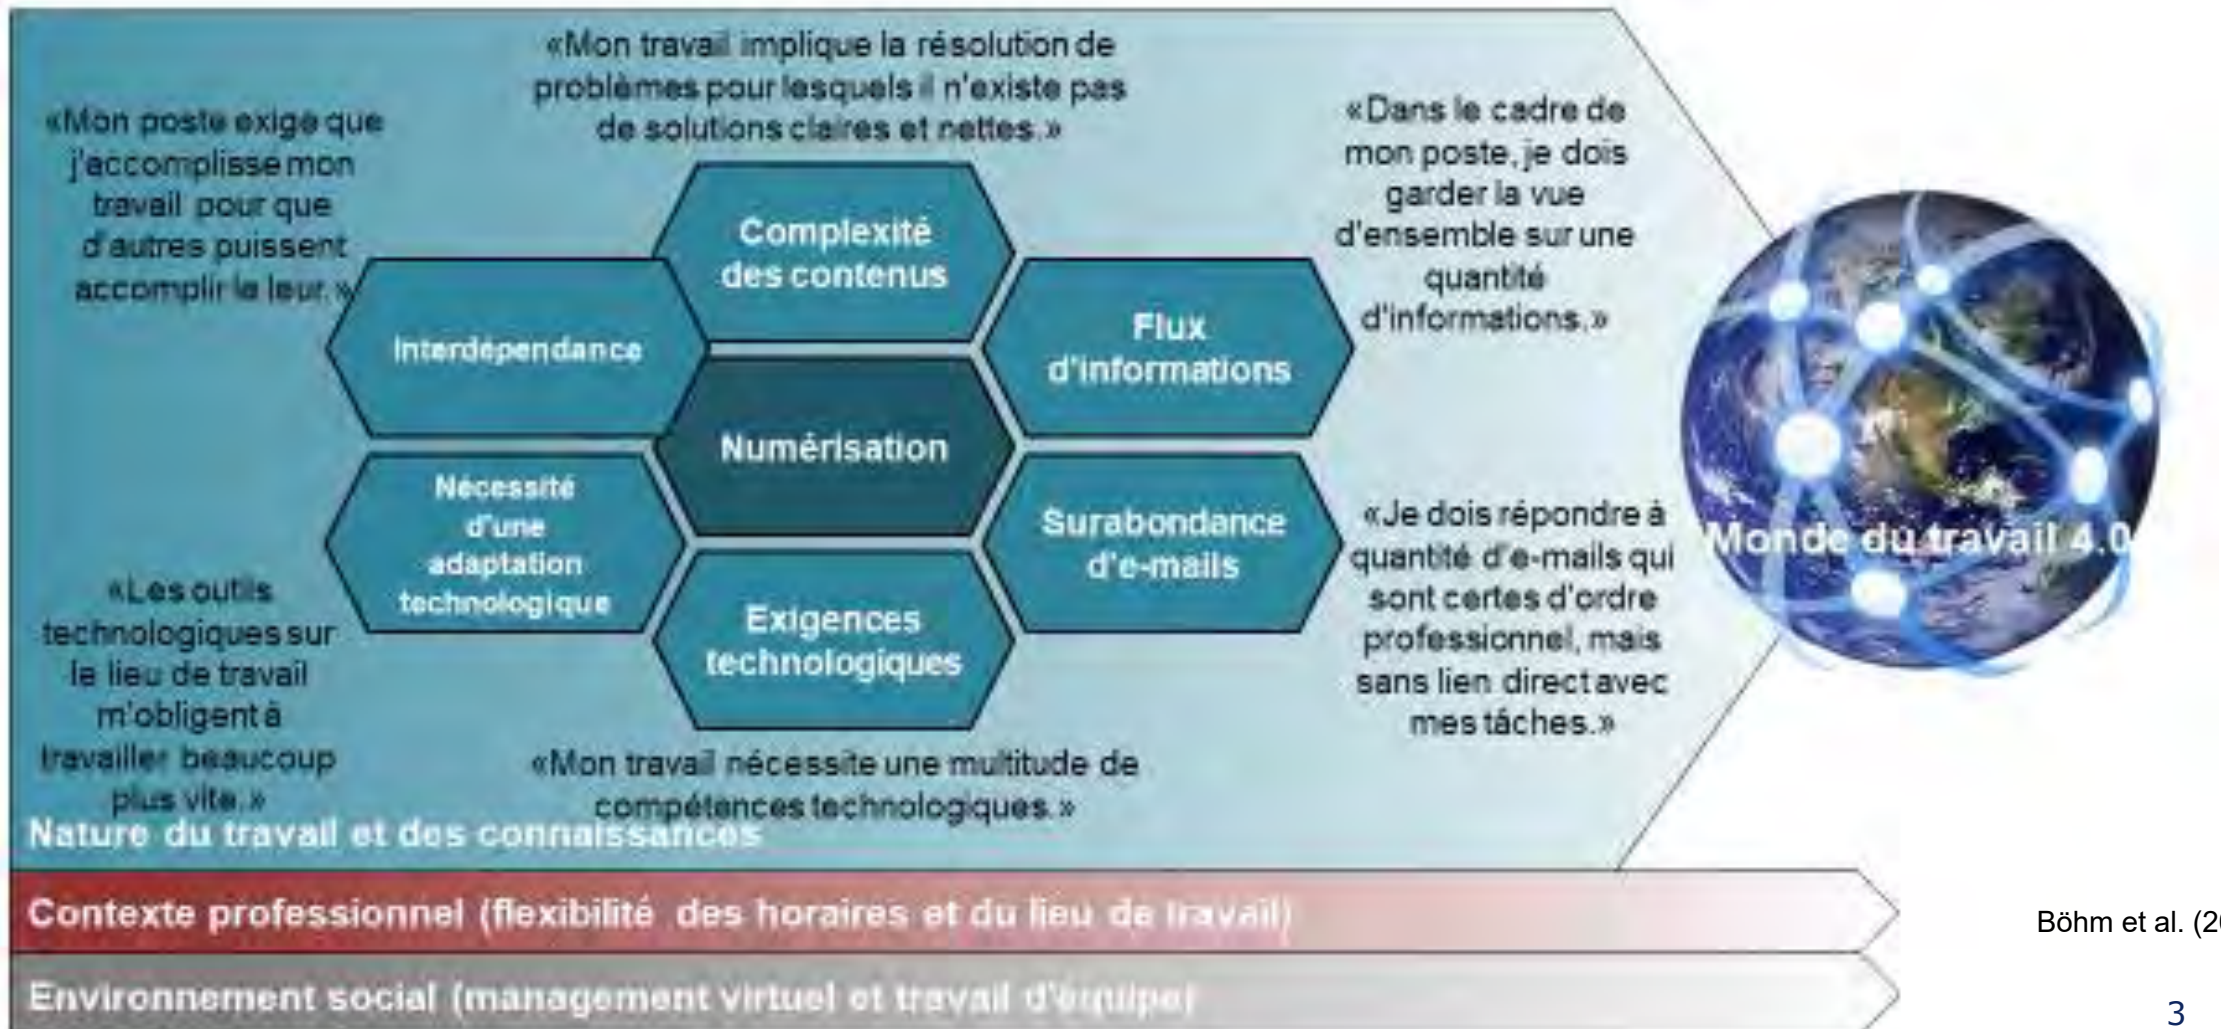 «Mon travail implique la résolution de
problèmes pour lesquels il n'existe pas
de solutions claires et nettes.»
«Mon poste exige que
j'accomplisse mon
travail pour que
d'autres puissent
accomplir le leur.»
«Dans le cadre de
mon poste, je dois
garder la vue
d'ensemble sur une
quantité
d'informations.»
Complexité
des contenus
Interdépendance
Flux
d'informations
Numérisation
Nécessité
d'une
adaptation
technologique
Surabondance
d'e-mails
Exigences
technologiques
«Les outils
technologiques sur
le lieu de travail
m'obligent à
travailler beaucoup
plus vite.»
«Je dois répondre à
quantité d'e-mails qui
sont certes d'ordre
professionnel, mais
sans lien direct avec
mes tâches.»
«Mon travail nécessite une multitude de
compétences technologiques.»
Monde du travail 4.0
Nature du travail et des connaissances
Contexte professionnel (flexibilité des horaires et du lieu de travail)
Environnement social (management virtuel et travail d'équipe)
Böhm et al. (20
3